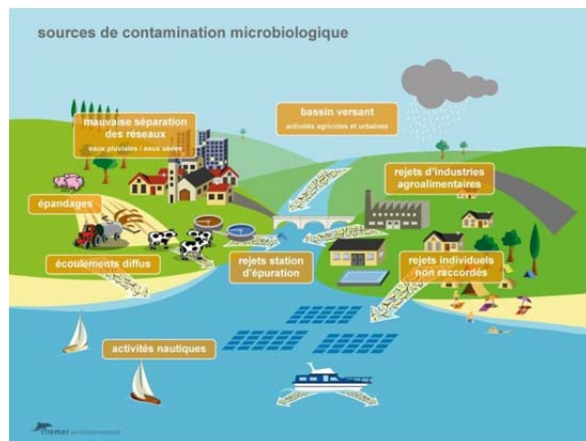 sources de contamination microbiologique
mauvaise séparation
des réseaux
eaux pluviales / eaux usées
bassin versant
activités agricoles et urbaines
rejets d'industries
agroalimentaires
épandages
écoulements diffus
rejets station
d'épuration
rejets individuels
non raccordés
activités nautiques
Ifremer environnement